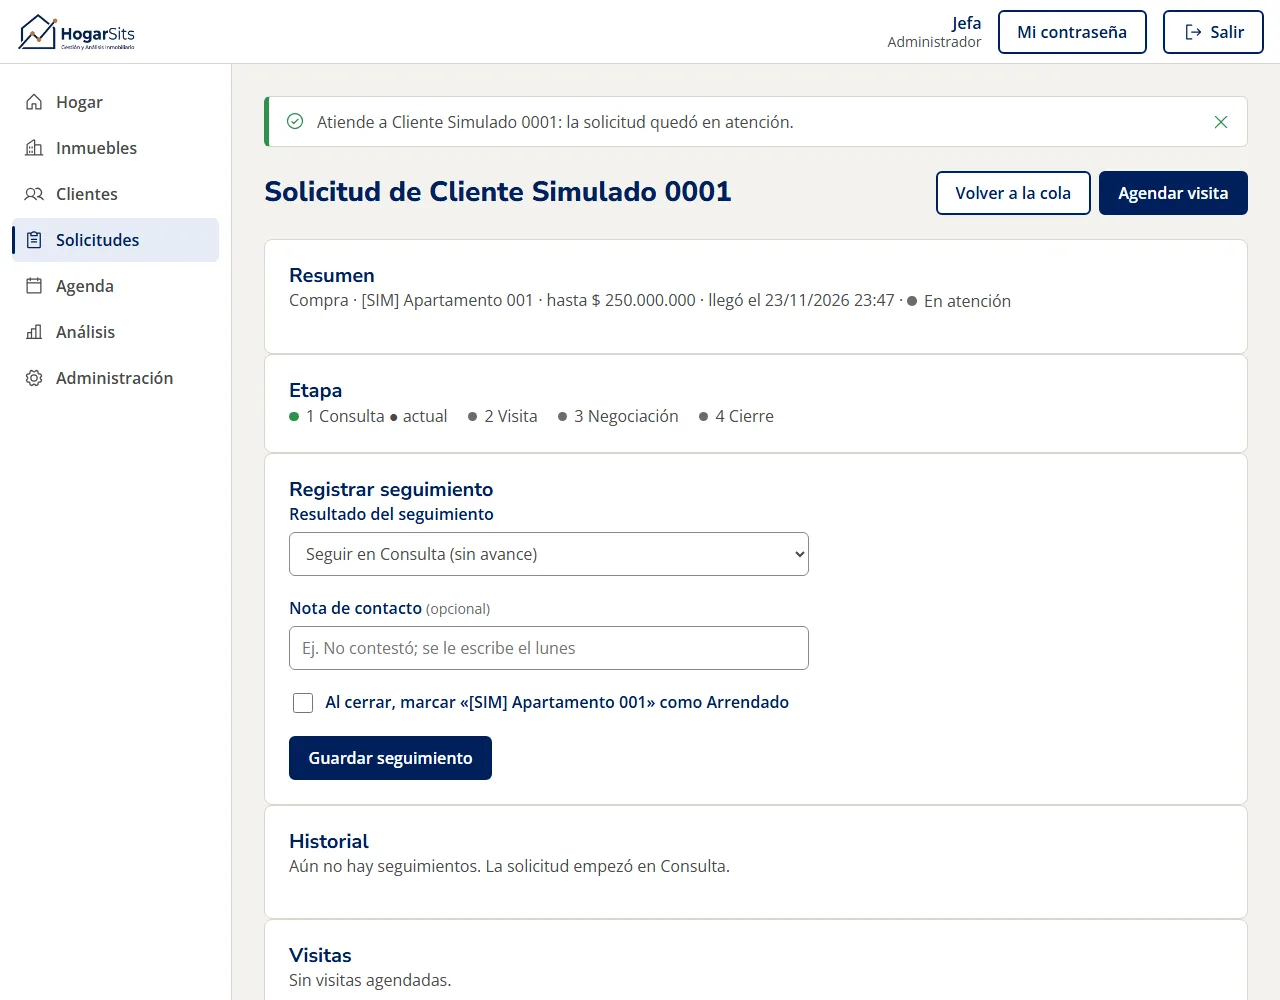 HogarSits
Gestión y Análisis Inmobiliario
Jefa
Administrador
Mi contraseña
Salir
Hogar
Inmuebles
Clientes
Solicitudes
Agenda
Análisis
Administración
Atiende a Cliente Simulado 0001: la solicitud quedó en atención.
Solicitud de Cliente Simulado 0001
Volver a la cola
Agendar visita
Resumen
Compra · [SIM] Apartamento 001 · hasta $ 250.000.000 · llegó el 23/11/2026 23:47 · ● En atención
Etapa
● 1 Consulta ● actual ● 2 Visita ● 3 Negociación ● 4 Cierre
Registrar seguimiento
Resultado del seguimiento
Seguir en Consulta (sin avance)
Nota de contacto (opcional)
Ej. No contestó; se le escribe el lunes
Al cerrar, marcar «[SIM] Apartamento 001» como Arrendado
Guardar seguimiento
Historial
Aún no hay seguimientos. La solicitud empezó en Consulta.
Visitas
Sin visitas agendadas.